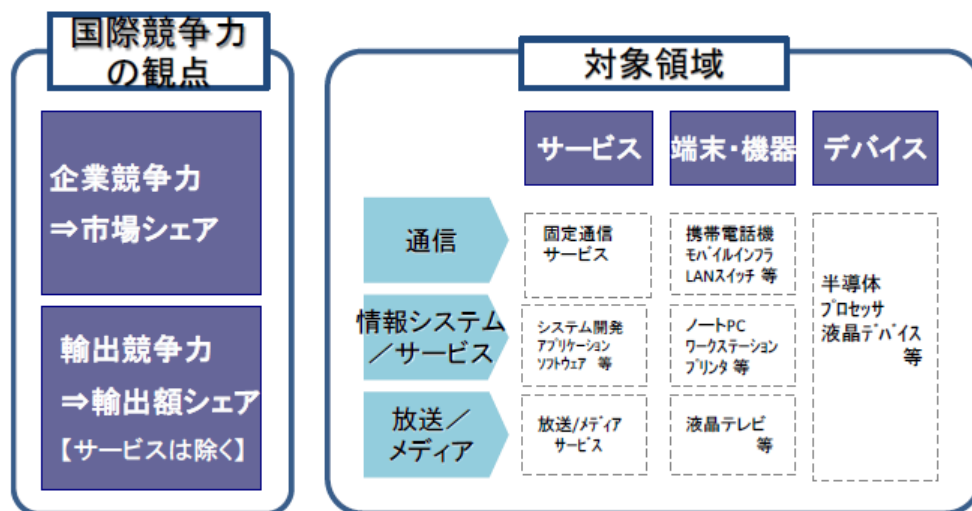 国際競争力
の観点
企業競争力
⇒市場シェア
輸出競争力
⇒輸出額シェア
【サービスは除く】
対象領域
サービス
端末・機器
デバイス
通信
固定通信
サービス
携帯電話機
モバイルインフラ
LANスイッチ 等
半導体
プロセッサ
液晶デバイス
等
情報システム
／サービス
システム開発
アプリケーション
ソフトウェア 等
ノートPC
ワークステーション
プリンタ 等
放送／
メディア
放送/メディア
サービス
液晶テレビ
等